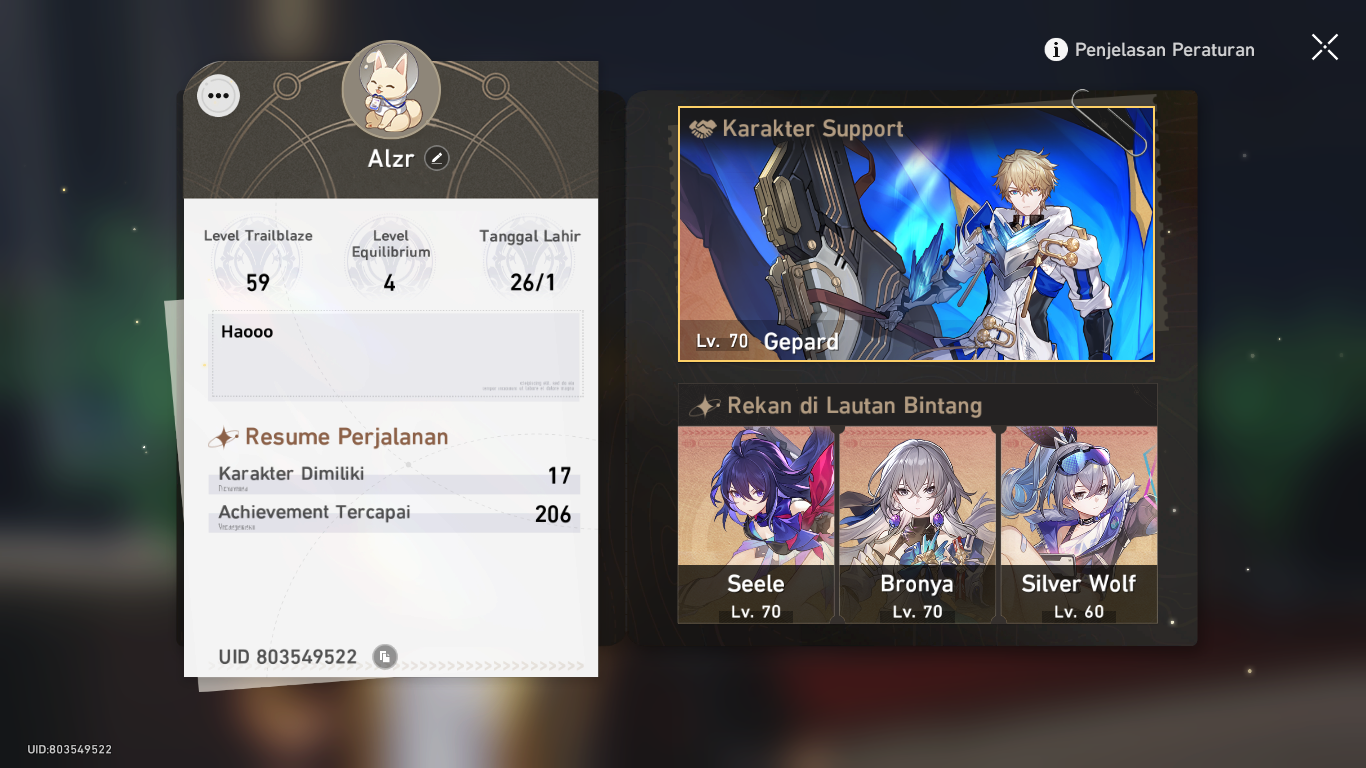 Penjelasan Peraturan
Alzr
Level Trailblaze
59
Level
Equilibrium
4
Tanggal Lahir
26/1
Haooo
Resume Perjalanan
Karakter Dimiliki
17
Achievement Tercapai
206
UID 803549522
Karakter Support
Lv. 70 Gepard
Rekan di Lautan Bintang
Seele
Lv. 70
Bronya
Lv. 70
Silver Wolf
Lv. 60
UID:803549522